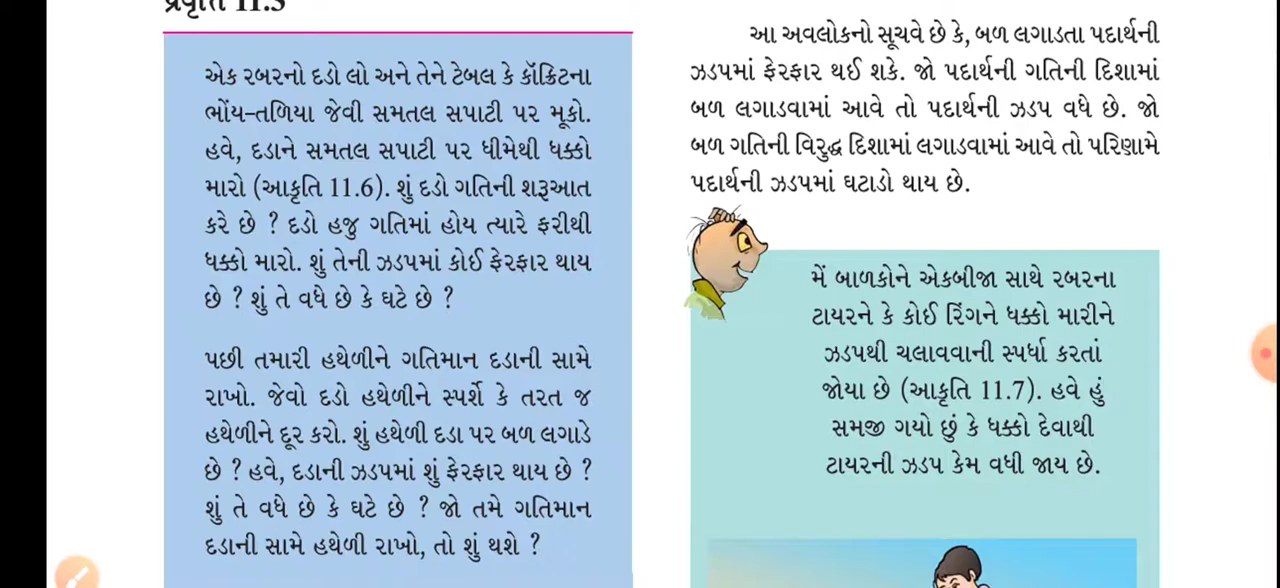 પ્રવૃત્તિ 11.3
એક રબરનો દડો લો અને તેને ટેબલ કે કૉંક્રિટના
ભોંય-તળિયા જેવી સમતલ સપાટી પર મૂકો.
હવે, દડાને સમતલ સપાટી પર ધીમેથી ધક્કો
મારો (આકૃતિ 11.6). શું દડો ગતિની શરૂઆત
કરે છે ? દડો હજુ ગતિમાં હોય ત્યારે ફરીથી
ધક્કો મારો. શું તેની ઝડપમાં કોઈ ફેરફાર થાય
છે ? શું તે વધે છે કે ઘટે છે ?
પછી તમારી હથેળીને ગતિમાન દડાની સામે
રાખો. જેવો દડો હથેળીને સ્પર્શે કે તરત જ
હથેળીને દૂર કરો. શું હથેળી દડા પર બળ લગાડે
છે ? હવે, દડાની ઝડપમાં શું ફેરફાર થાય છે ?
શું તે વધે છે કે ઘટે છે ? જો તમે ગતિમાન
દડાની સામે હથેળી રાખો, તો શું થશે ?
આ અવલોકનો સૂચવે છે કે, બળ લગાડતા પદાર્થની
ઝડપમાં ફેરફાર થઈ શકે. જો પદાર્થની ગતિની દિશામાં
બળ લગાડવામાં આવે તો પદાર્થની ઝડપ વધે છે. જો
બળ ગતિની વિરુદ્ધ દિશામાં લગાડવામાં આવે તો પરિણામે
પદાર્થની ઝડપમાં ઘટાડો થાય છે.
મેં બાળકોને એકબીજા સાથે રબરના
ટાયરને કે કોઈ રિંગને ધક્કો મારીને
ઝડપથી ચલાવવાની સ્પર્ધા કરતાં
જોયા છે (આકૃતિ 11.7). હવે હું
સમજી ગયો છું કે ધક્કો દેવાથી
ટાયરની ઝડપ કેમ વધી જાય છે.